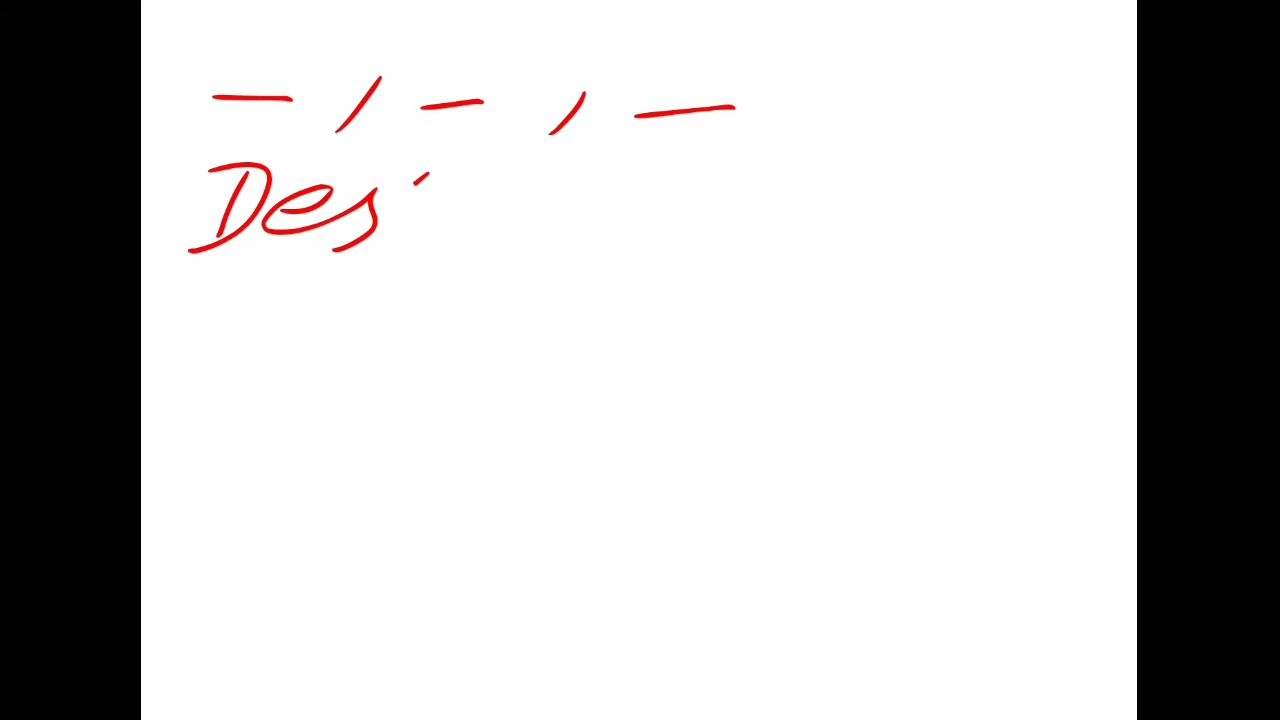 — / — / —
Des